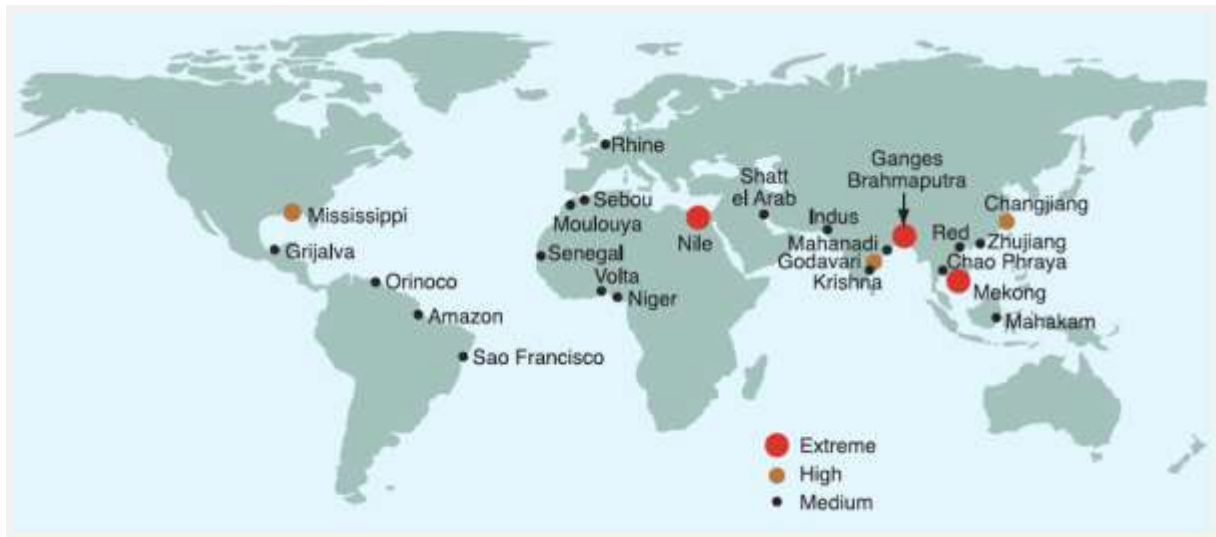 Rhine
Ganges
Brahmaputra
Shatt
el Arab
Sebou
Changjiang
Mississippi
Moulouya
Indus
Nile
Red
Zhujiang
Grijalva
Senegal
Mahanadi
Godavari
Chao Phraya
Volta
Krishna
Orinoco
Niger
Mekong
Amazon
Mahakam
Sao Francisco
Extreme
High
Medium